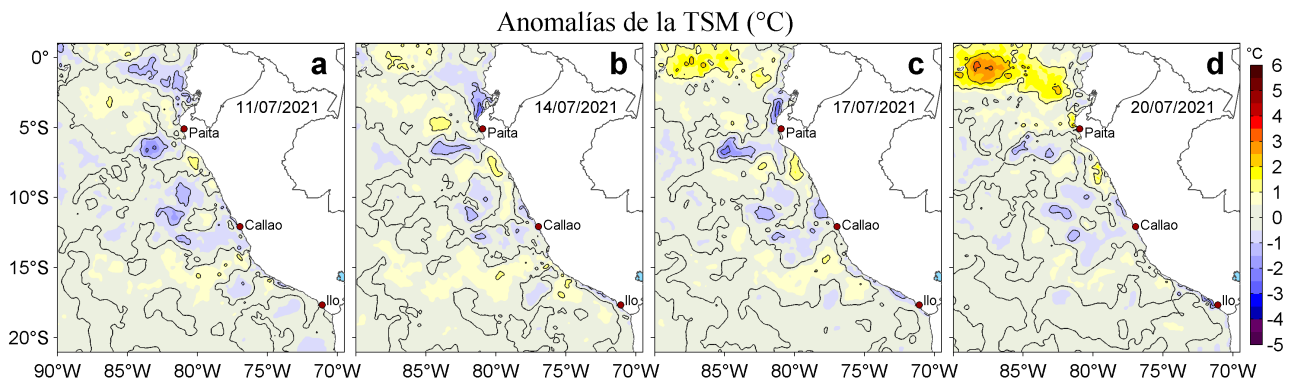 Anomalías de la TSM (°C)
a b c d
11/07/2021 14/07/2021 17/07/2021 20/07/2021
Paita Paita Paita Paita
Callao Callao Callao Callao
Ilo Ilo Ilo Ilo
0°
5°S
10°S
15°S
20°S
90°W 85°W 80°W 75°W 70°W 85°W 80°W 75°W 70°W 85°W 80°W 75°W 70°W 85°W 80°W 75°W 70°W
°C
6
5
4
3
2
1
0
-1
-2
-3
-4
-5